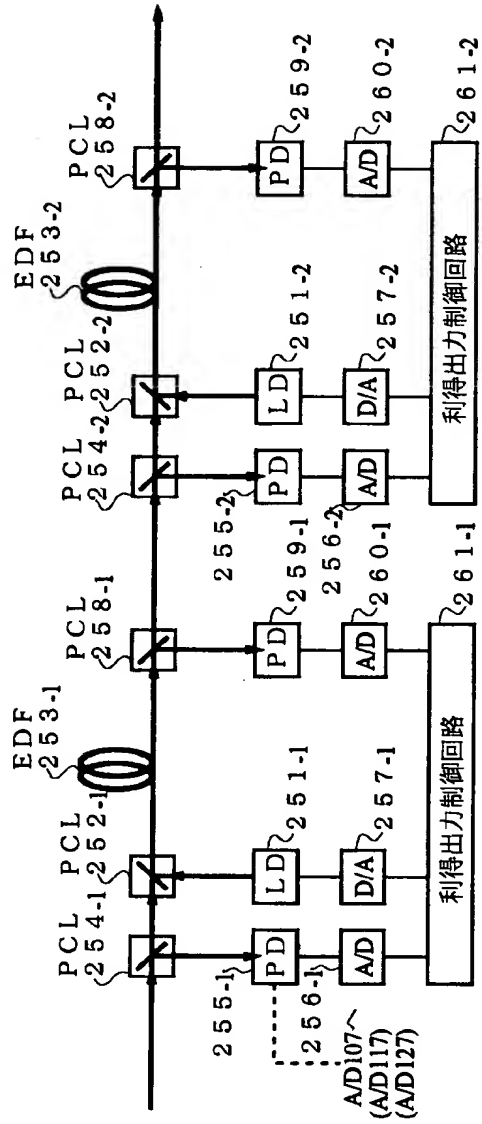 PCL
254-1
PCL
252-1
EDF
253-1
PCL
258-1
PCL
254-2
PCL
252-2
EDF
253-2
PCL
258-2
255-1
PD
LD
251-1
PD
259-1
255-2
PD
LD
251-2
PD
259-2
256-1
A/D
D/A
257-1
A/D
260-1
256-2
A/D
D/A
257-2
A/D
260-2
A/D107へ
(A/D117)
(A/D127)
利得出力制御回路
261-1
利得出力制御回路
261-2